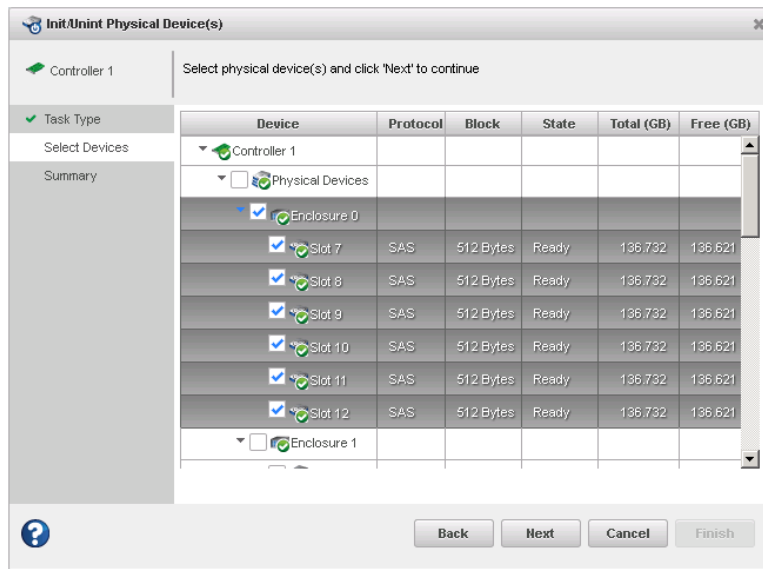 Init/Unint Physical Device(s)
Controller 1
Select physical device(s) and click 'Next' to continue
Task Type
Select Devices
Summary
Device Protocol Block State Total (GB) Free (GB)
Controller 1
Physical Devices
Enclosure 0
Slot 7 SAS 512 Bytes Ready 136.732 136.621
Slot 8 SAS 512 Bytes Ready 136.732 136.621
Slot 9 SAS 512 Bytes Ready 136.732 136.621
Slot 10 SAS 512 Bytes Ready 136.732 136.621
Slot 11 SAS 512 Bytes Ready 136.732 136.621
Slot 12 SAS 512 Bytes Ready 136.732 136.621
Enclosure 1
? Back Next Cancel Finish